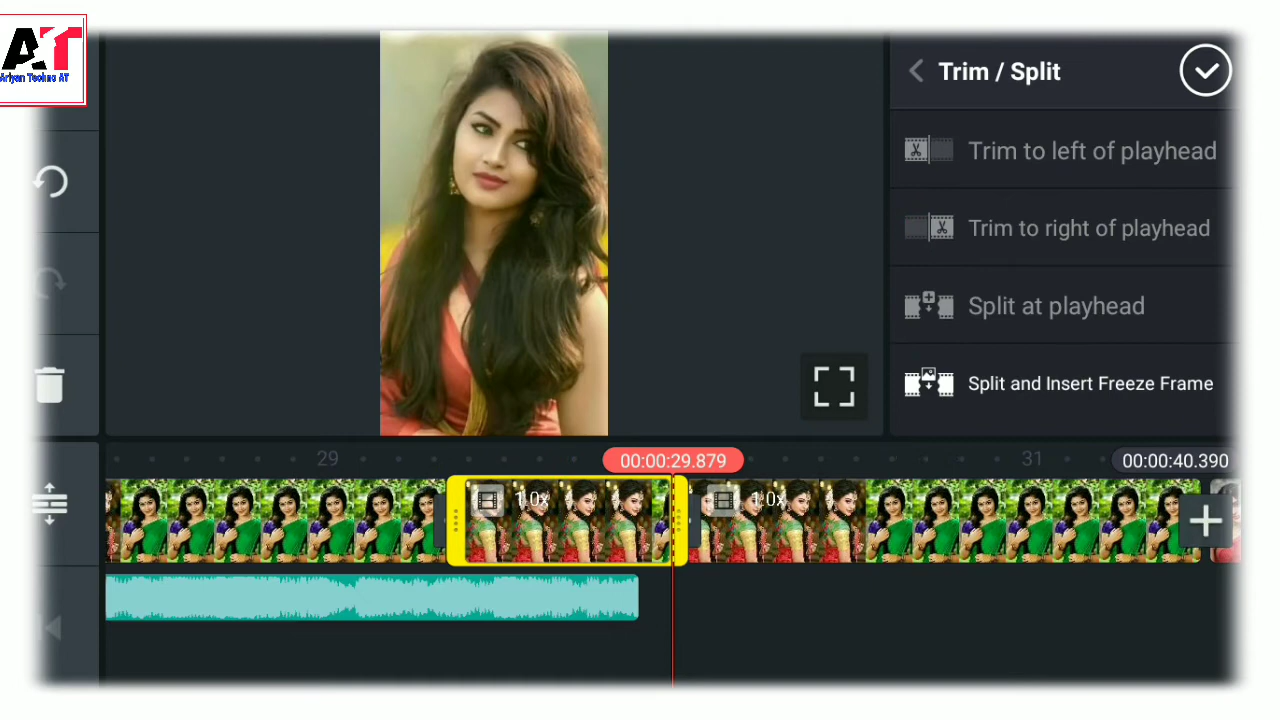 AT
Ariyan Techno AT
Trim / Split
Trim to left of playhead
Trim to right of playhead
Split at playhead
Split and Insert Freeze Frame
29
00:00:29.879
31
00:00:40.390
1.0x
1.0x